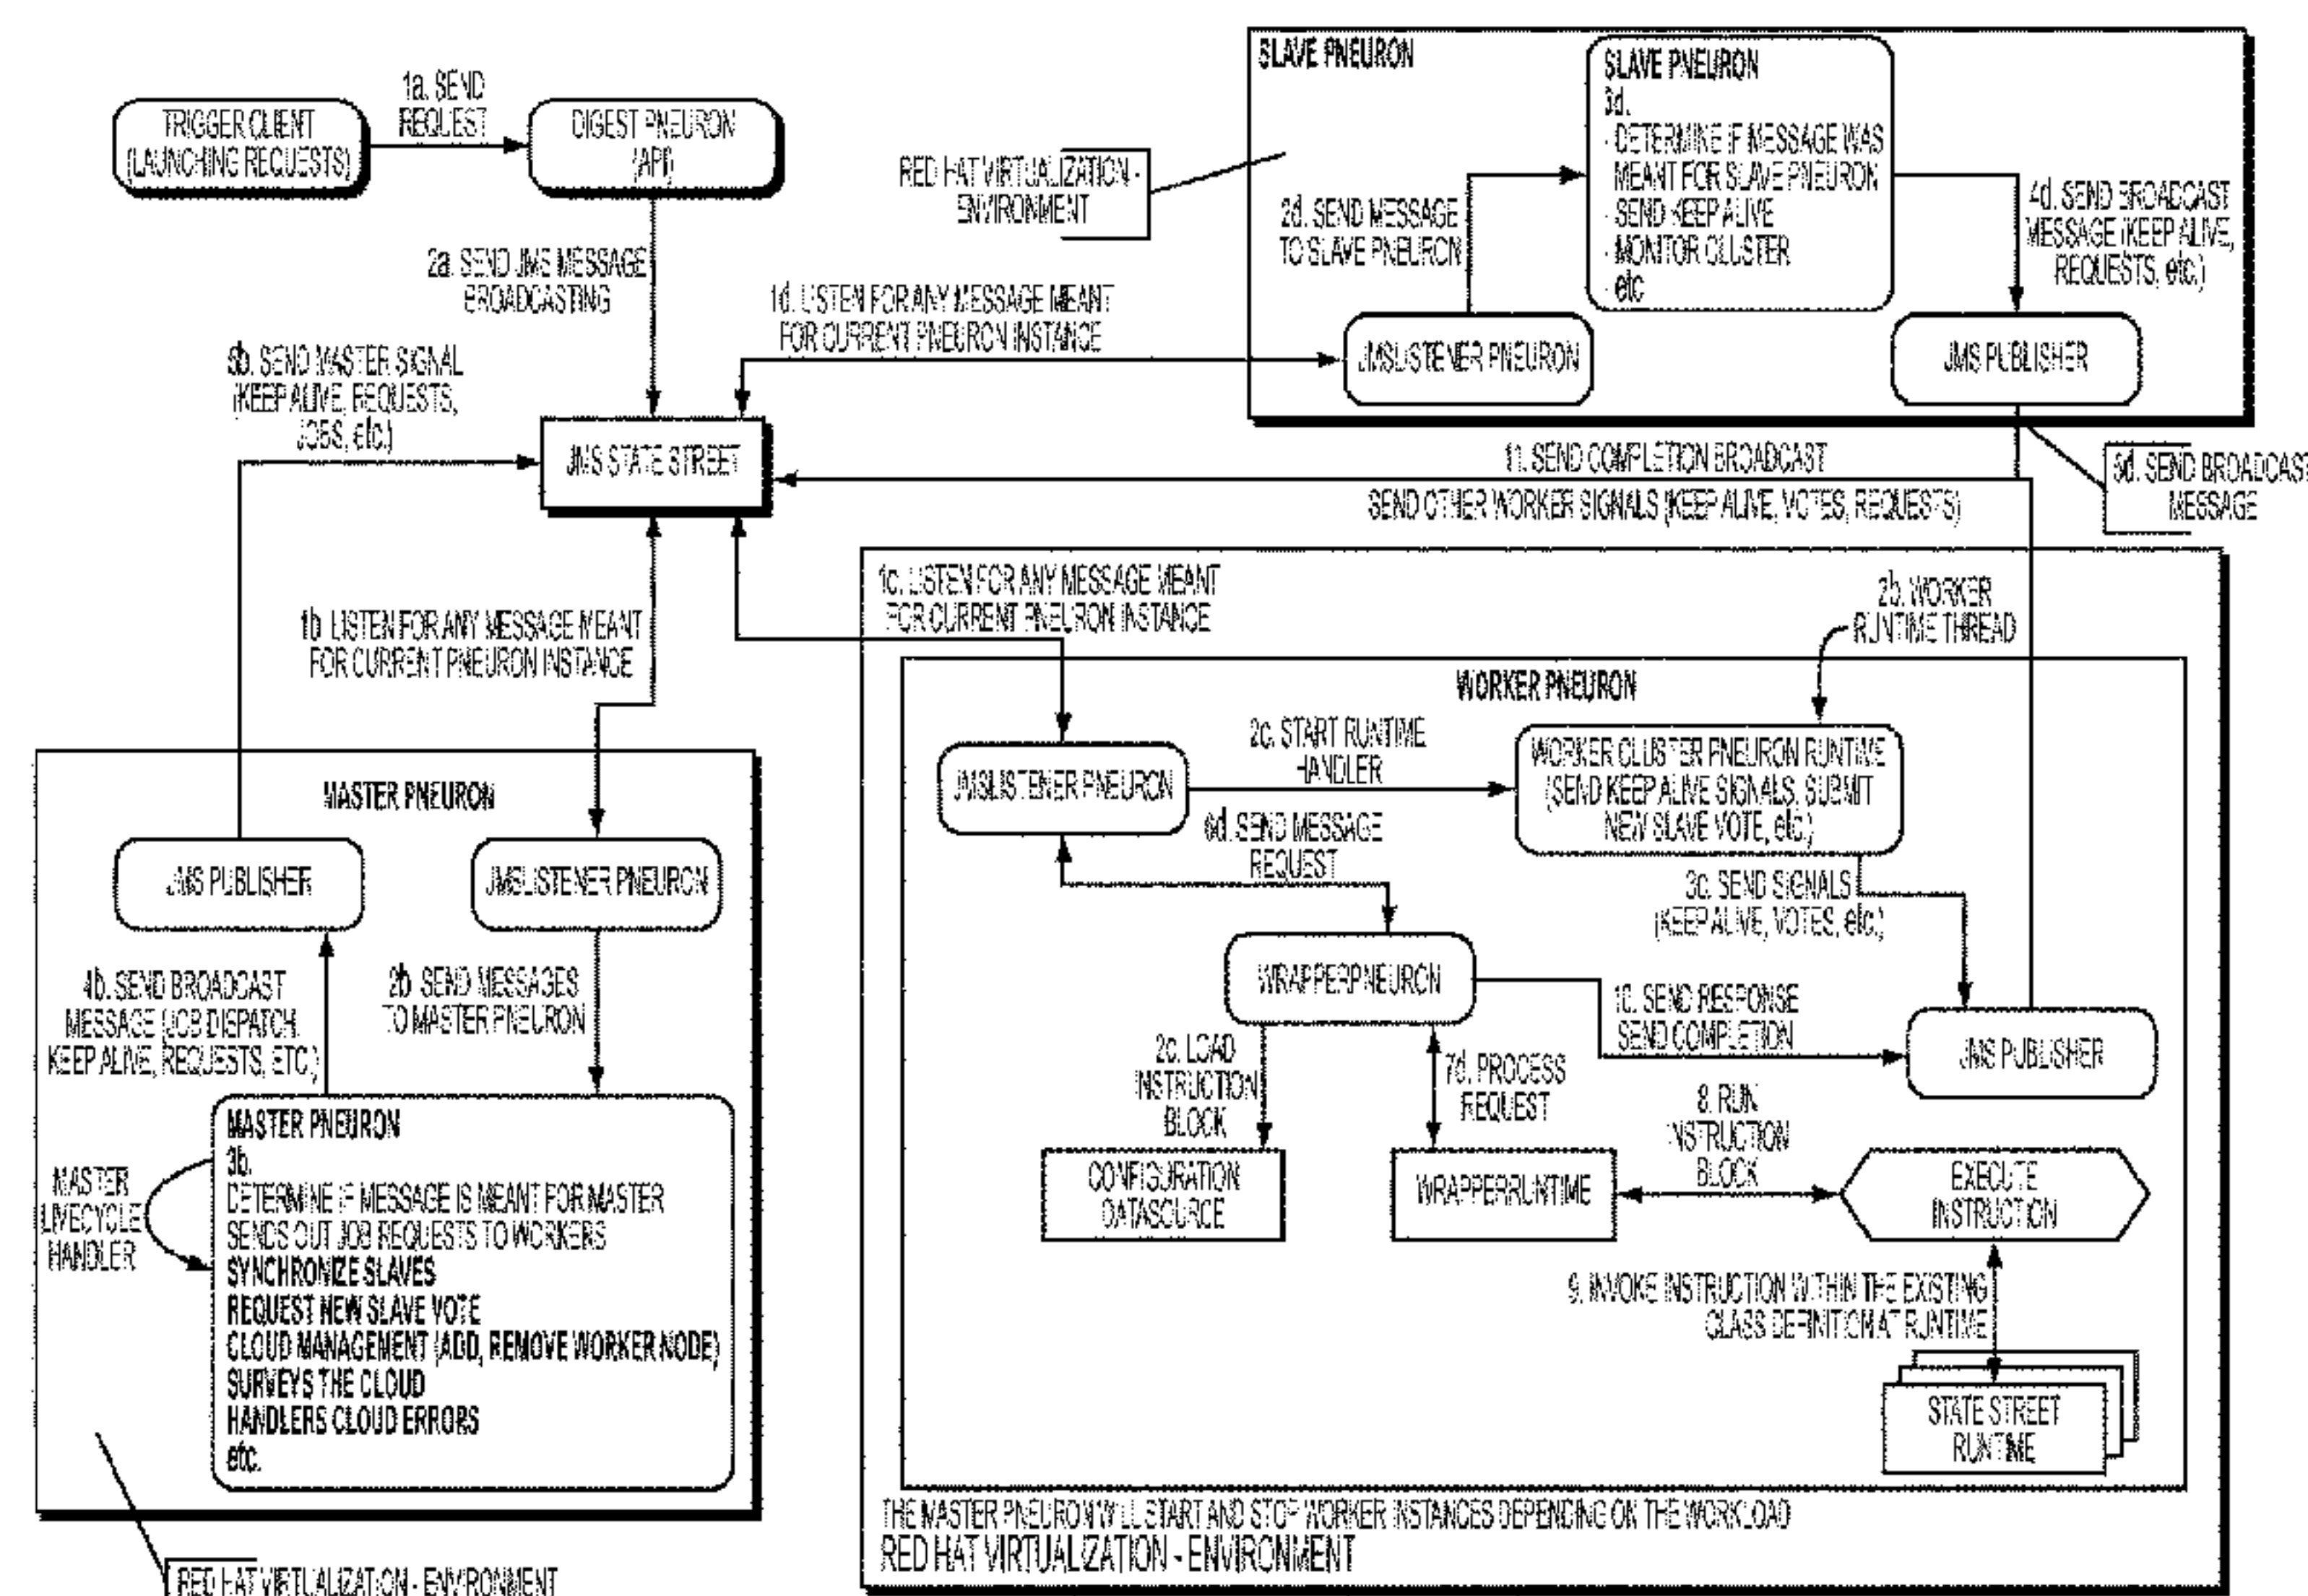 1a. SEND
REQUEST
TRIGGER CLIENT
(LAUNCHING REQUESTS)
DIGEST PNEURON
(API)
2a. SEND JMS MESSAGE
BROADCASTING
RED HAT VIRTUALIZATION -
ENVIRONMENT
1d. LISTEN FOR ANY MESSAGE MEANT
FOR CURRENT PNEURON INSTANCE
SLAVE PNEURON
SLAVE PNEURON
3d.
- DETERMINE IF MESSAGE WAS
MEANT FOR SLAVE PNEURON
- SEND KEEP ALIVE
- MONITOR CLUSTER
- etc
2d. SEND MESSAGE
TO SLAVE PNEURON
4d. SEND BROADCAST
MESSAGE (KEEP ALIVE,
REQUESTS, etc.)
JMSLISTENER PNEURON
JMS PUBLISHER
5b. SEND MASTER SIGNAL
(KEEP ALIVE, REQUESTS,
JOBS, etc.)
JMS STATE STREET
11. SEND COMPLETION BROADCAST
SEND OTHER WORKER SIGNALS (KEEP ALIVE, VOTES, REQUESTS)
5d. SEND BROADCAST
MESSAGE
1b. LISTEN FOR ANY MESSAGE MEANT
FOR CURRENT PNEURON INSTANCE
1c. LISTEN FOR ANY MESSAGE MEANT
FOR CURRENT PNEURON INSTANCE
2b. WORKER
RUNTIME THREAD
WORKER PNEURON
JMSLISTENER PNEURON
2c. START RUNTIME
HANDLER
WORKER CLUSTER PNEURON RUNTIME
(SEND KEEP ALIVE SIGNALS, SUBMIT
NEW SLAVE VOTE, etc.)
6d. SEND MESSAGE
REQUEST
3c. SEND SIGNALS
(KEEP ALIVE, VOTES, etc.)
WRAPPERPNEURON
10. SEND RESPONSE
SEND COMPLETION
JMS PUBLISHER
2c. LOAD
INSTRUCTION
BLOCK
7d. PROCESS
REQUEST
8. RUN
INSTRUCTION
BLOCK
CONFIGURATION
DATASOURCE
WRAPPERRUNTIME
EXECUTE
INSTRUCTION
9. INVOKE INSTRUCTION WITHIN THE EXISTING
CLASS DEFINITION AT RUNTIME
STATE STREET
RUNTIME
THE MASTER PNEURON WILL START AND STOP WORKER INSTANCES DEPENDING ON THE WORKLOAD
RED HAT VIRTUALIZATION - ENVIRONMENT
MASTER PNEURON
JMS PUBLISHER
JMSLISTENER PNEURON
4b. SEND BROADCAST
MESSAGE (JOB DISPATCH,
KEEP ALIVE, REQUESTS, ETC.)
2b. SEND MESSAGES
TO MASTER PNEURON
MASTER
LIVECYCLE
HANDLER
MASTER PNEURON
3b.
DETERMINE IF MESSAGE IS MEANT FOR MASTER
SENDS OUT JOB REQUESTS TO WORKERS
SYNCHRONIZE SLAVES
REQUEST NEW SLAVE VOTE
CLOUD MANAGEMENT (ADD, REMOVE WORKER NODE)
SURVEYS THE CLOUD
HANDLERS CLOUD ERRORS
etc.
RED HAT VIRTUALIZATION - ENVIRONMENT